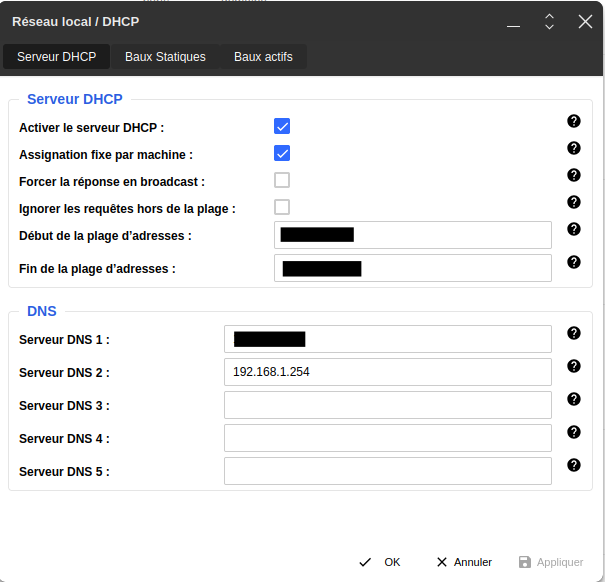 Réseau local / DHCP
Serveur DHCP Baux Statiques Baux actifs
Serveur DHCP
Activer le serveur DHCP :
Assignation fixe par machine :
Forcer la réponse en broadcast :
Ignorer les requêtes hors de la plage :
Début de la plage d’adresses :
Fin de la plage d’adresses :
DNS
Serveur DNS 1 :
Serveur DNS 2 : 192.168.1.254
Serveur DNS 3 :
Serveur DNS 4 :
Serveur DNS 5 :
OK Annuler Appliquer